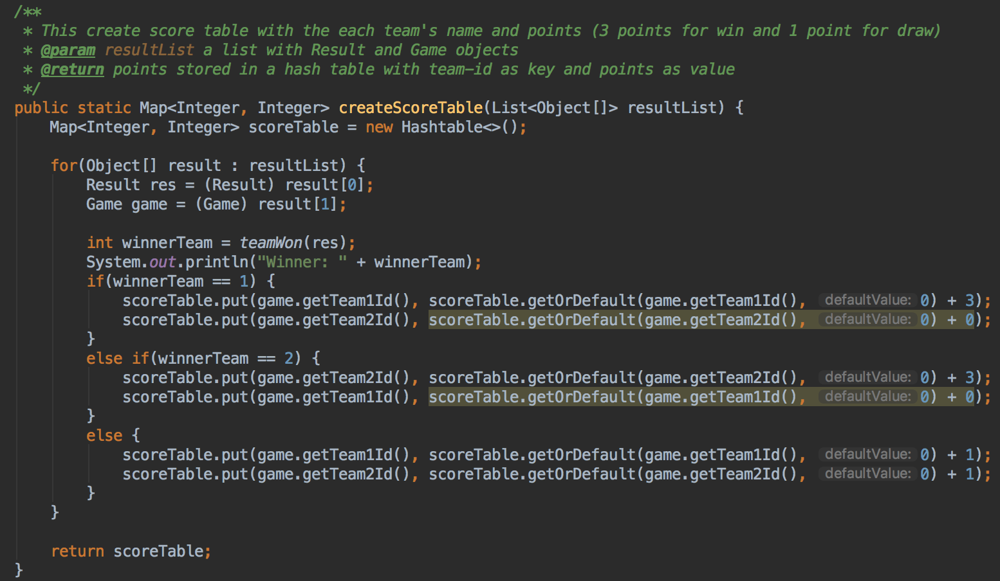 /**
 * This create score table with the each team's name and points (3 points for win and 1 point for draw)
 * @param resultList a list with Result and Game objects
 * @return points stored in a hash table with team-id as key and points as value
 */
public static Map<Integer, Integer> createScoreTable(List<Object[]> resultList) {
    Map<Integer, Integer> scoreTable = new Hashtable<>();

    for(Object[] result : resultList) {
        Result res = (Result) result[0];
        Game game = (Game) result[1];

        int winnerTeam = teamWon(res);
        System.out.println("Winner: " + winnerTeam);
        if(winnerTeam == 1) {
            scoreTable.put(game.getTeam1Id(), scoreTable.getOrDefault(game.getTeam1Id(), defaultValue: 0) + 3);
            scoreTable.put(game.getTeam2Id(), scoreTable.getOrDefault(game.getTeam2Id(), defaultValue: 0) + 0);
        }
        else if(winnerTeam == 2) {
            scoreTable.put(game.getTeam2Id(), scoreTable.getOrDefault(game.getTeam2Id(), defaultValue: 0) + 3);
            scoreTable.put(game.getTeam1Id(), scoreTable.getOrDefault(game.getTeam1Id(), defaultValue: 0) + 0);
        }
        else {
            scoreTable.put(game.getTeam1Id(), scoreTable.getOrDefault(game.getTeam1Id(), defaultValue: 0) + 1);
            scoreTable.put(game.getTeam2Id(), scoreTable.getOrDefault(game.getTeam2Id(), defaultValue: 0) + 1);
        }
    }

    return scoreTable;
}